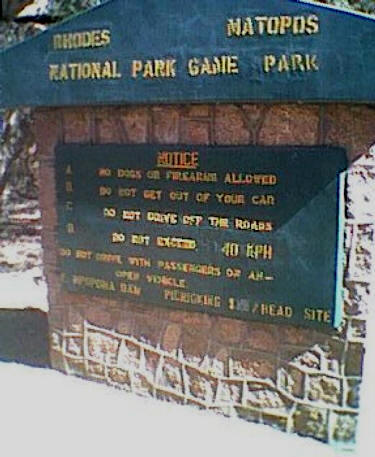 RHODES MATOPOS
NATIONAL PARK GAME PARK
NOTICE
A. NO DOGS OR FIREARMS ALLOWED
B. DO NOT GET OUT OF YOUR CAR
C. DO NOT DRIVE OFF THE ROADS
D. DO NOT EXCEED 40 KPH
DO NOT DRIVE WITH PASSENGERS OR AN-
OPEN VEHICLE
MPOPOMA DAM PICNICKING /HEAD SITE